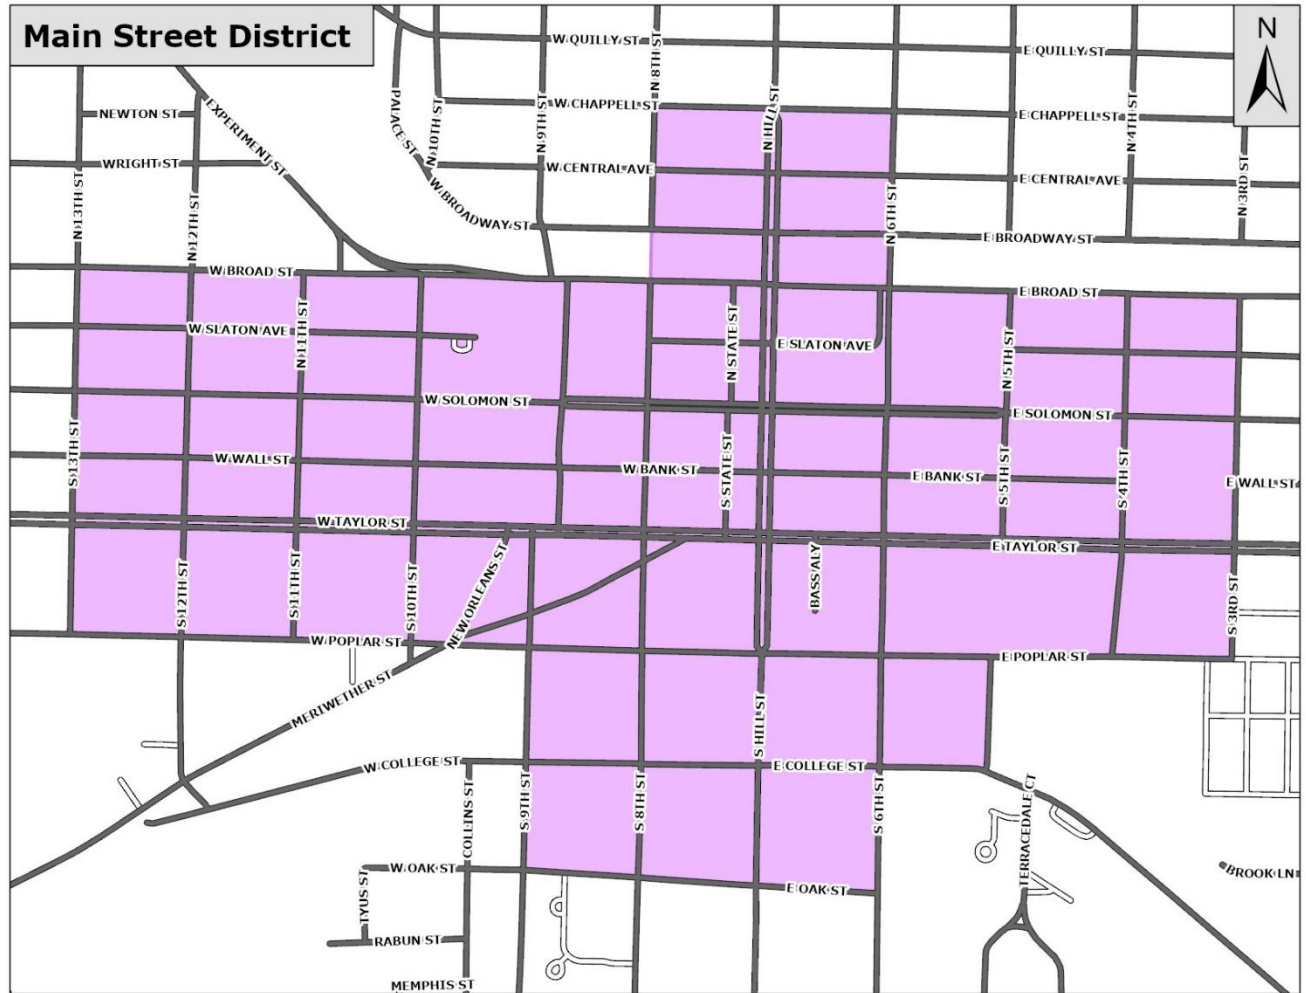 Main Street District
N
W QUILLY ST
E QUILLY ST
N 8TH ST
W CHAPPELL ST
E CHAPPELL ST
NEWTON ST
EXPERIMENT ST
PALACE ST
N 10TH ST
N 9TH ST
N HILL ST
N 4TH ST
WRIGHT ST
W CENTRAL AVE
E CENTRAL AVE
N 13TH ST
N 12TH ST
W BROADWAY ST
N 6TH ST
N 3RD ST
E BROADWAY ST
W BROAD ST
E BROAD ST
W SLATON AVE
N 11TH ST
N STATE ST
E SLATON AVE
N 5TH ST
W SOLOMON ST
E SOLOMON ST
S 13TH ST
W WALL ST
W BANK ST
S STATE ST
E BANK ST
S 5TH ST
S 4TH ST
E WALL ST
W TAYLOR ST
E TAYLOR ST
S 12TH ST
S 11TH ST
S 10TH ST
NEW ORLEANS ST
BASS ALY
S 3RD ST
W POPLAR ST
E POPLAR ST
MERIWETHER ST
S HILL ST
W COLLEGE ST
E COLLEGE ST
COLLINS ST
S 9TH ST
S 8TH ST
S 6TH ST
TERRACEDALE CT
W OAK ST
E OAK ST
BROOK LN
TYUS ST
RABUN ST
MEMPHIS ST